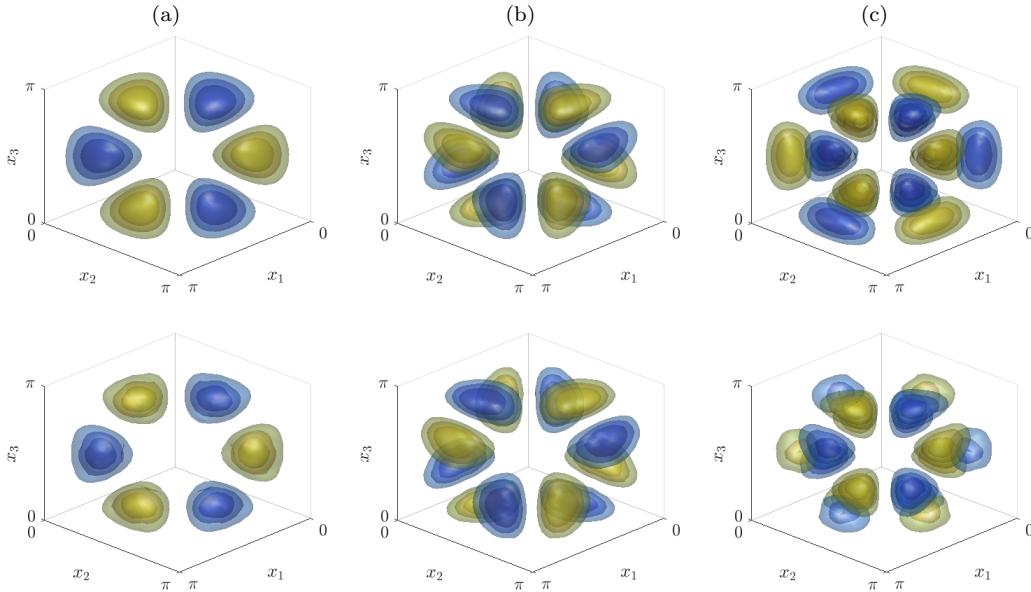 (a) (b) (c)
π π π
x₃ x₃ x₃
0 0 0
0 0 0 0 0 0
x₂ x₁ x₂ x₁ x₂ x₁
π π π π π π
π π π
x₃ x₃ x₃
0 0 0
0 0 0 0 0 0
x₂ x₁ x₂ x₁ x₂ x₁
π π π π π π